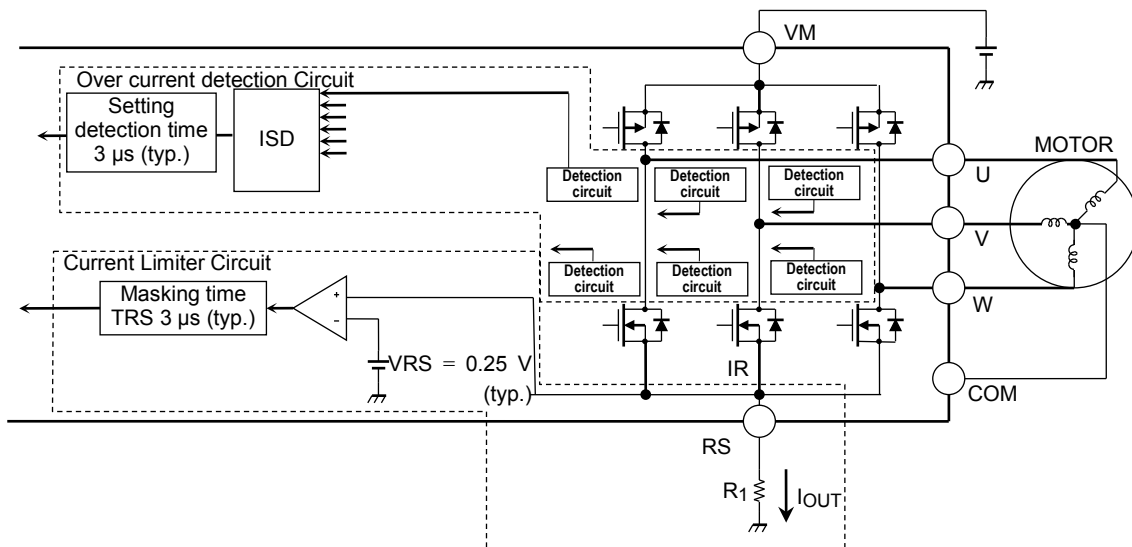 VM
Over current detection Circuit
Setting
detection time
3 µs (typ.)
ISD
MOTOR
U
Detection
circuit
Detection
circuit
Detection
circuit
V
Detection
circuit
Detection
circuit
Detection
circuit
Current Limiter Circuit
Masking time
TRS 3 µs (typ.)
+
−
W
VRS = 0.25 V
(typ.)
IR
COM
RS
R1
IOUT